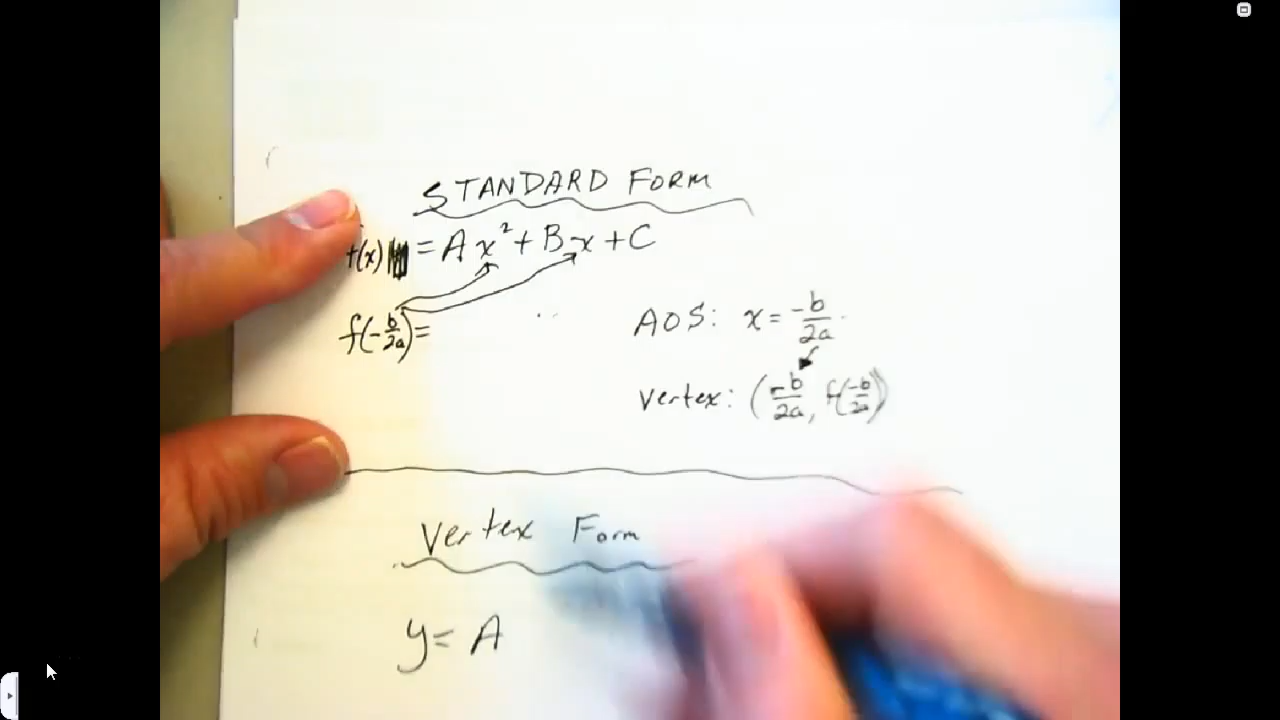 STANDARD FORM
f(x) = Ax² + Bx + C
f(-b/2a) =
AOS: x = -b/2a
Vertex: (-b/2a, f(-b/2a))
Vertex Form
y = A